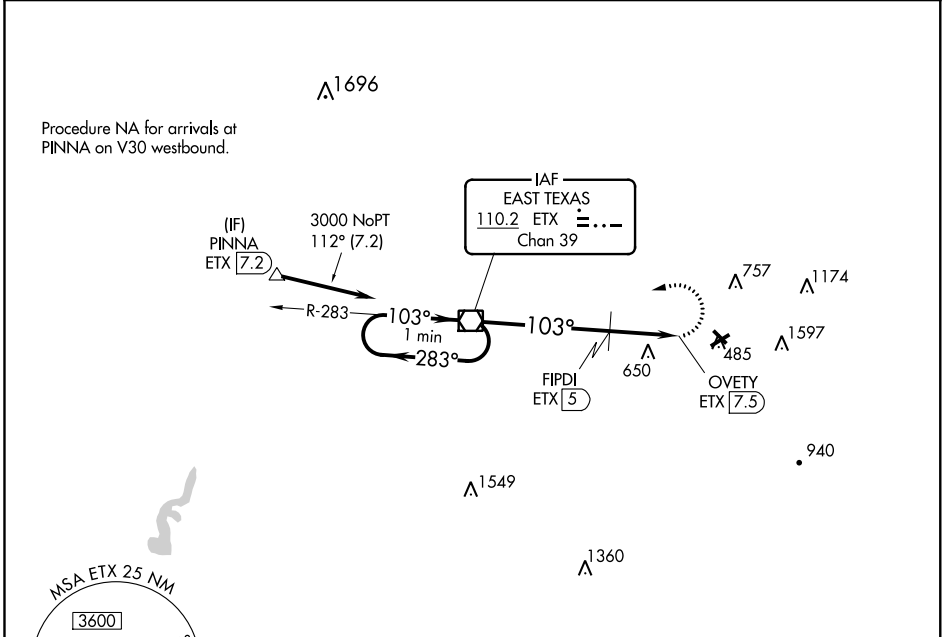 1696
Procedure NA for arrivals at
PINNA on V30 westbound.
IAF
EAST TEXAS
110.2 ETX
Chan 39
(IF)
PINNA
ETX 7.2
3000 NoPT
112° (7.2)
R-283
103°
1 min
283°
103°
757
1174
1597
485
650
FIPDI
ETX 5
OVETY
ETX 7.5
940
1549
1360
MSA ETX 25 NM
3600